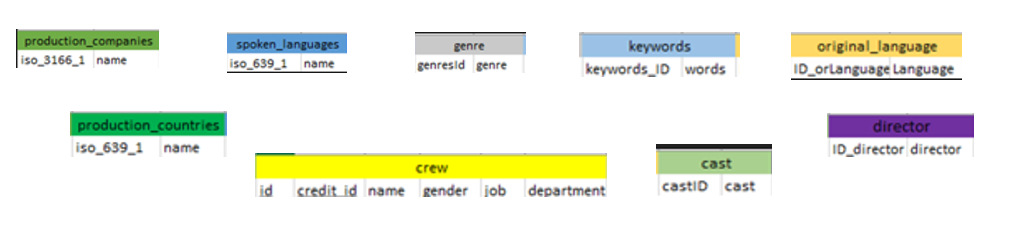 production_companies
iso_3166_1 name
spoken_languages
iso_639_1 name
genre
genresId genre
keywords
keywords_ID words
original_language
ID_orLanguage Language
production_countries
iso_639_1 name
crew
id credit_id name gender job department
cast
castID cast
director
ID_director director